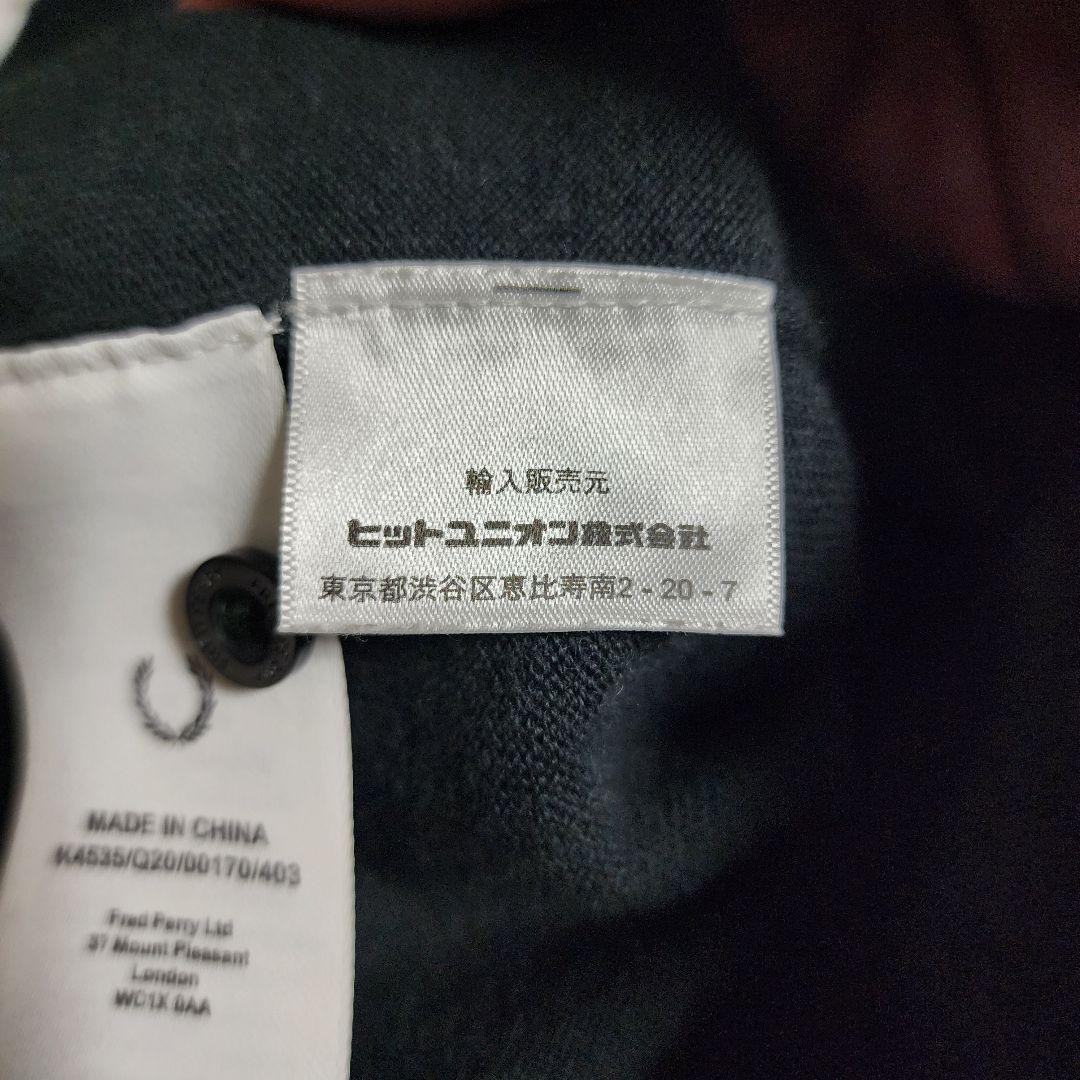 輸入販売元
ヒットユニオン株式会社
東京都渋谷区恵比寿南2-20-7
MADE IN CHINA
K4535/Q20/00170/403
Fred Perry Ltd
37 Mount Pleasant
London
WC1X 0AA